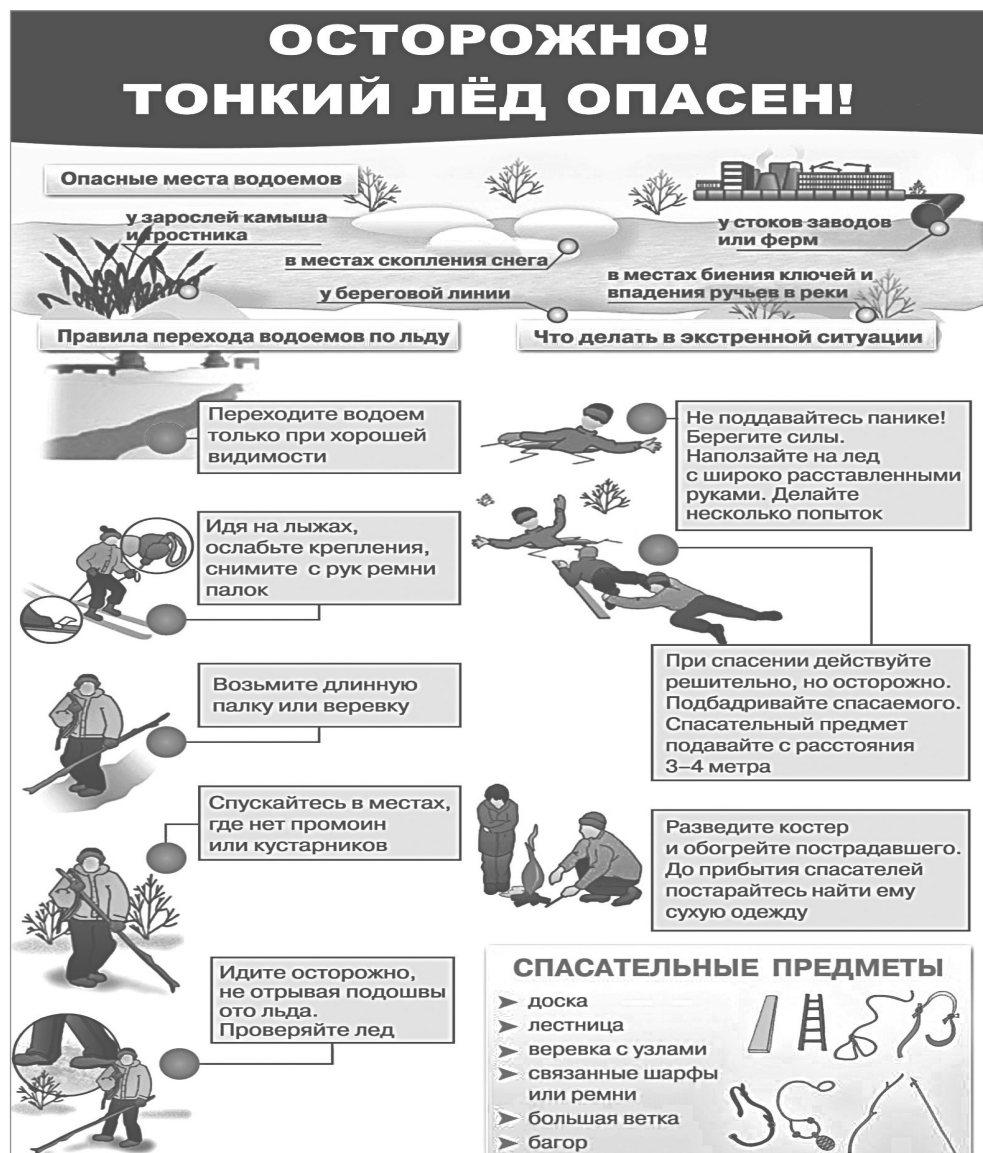 ОСТОРОЖНО!
ТОНКИЙ ЛЁД ОПАСЕН!
Опасные места водоемов
у зарослей камыша
и тростника
в местах скопления снега
у береговой линии
у стоков заводов
или ферм
в местах биения ключей и
впадения ручьев в реки
Правила перехода водоемов по льду
Переходите водоем
только при хорошей
видимости
Идя на лыжах,
ослабьте крепления,
снимите с рук ремни
палок
Возьмите длинную
палку или веревку
Спускайтесь в местах,
где нет промоин
или кустарников
Идите осторожно,
не отрывая подошвы
ото льда.
Проверяйте лед
Что делать в экстренной ситуации
Не поддавайтесь панике!
Берегите силы.
Наползайте на лед
с широко расставленными
руками. Делайте
несколько попыток
При спасении действуйте
решительно, но осторожно.
Подбадривайте спасаемого.
Спасательный предмет
подавайте с расстояния
3–4 метра
Разведите костер
и обогрейте пострадавшего.
До прибытия спасателей
постарайтесь найти ему
сухую одежду
СПАСАТЕЛЬНЫЕ ПРЕДМЕТЫ
➤ доска
➤ лестница
➤ веревка с узлами
➤ связанные шарфы
или ремни
➤ большая ветка
➤ багор